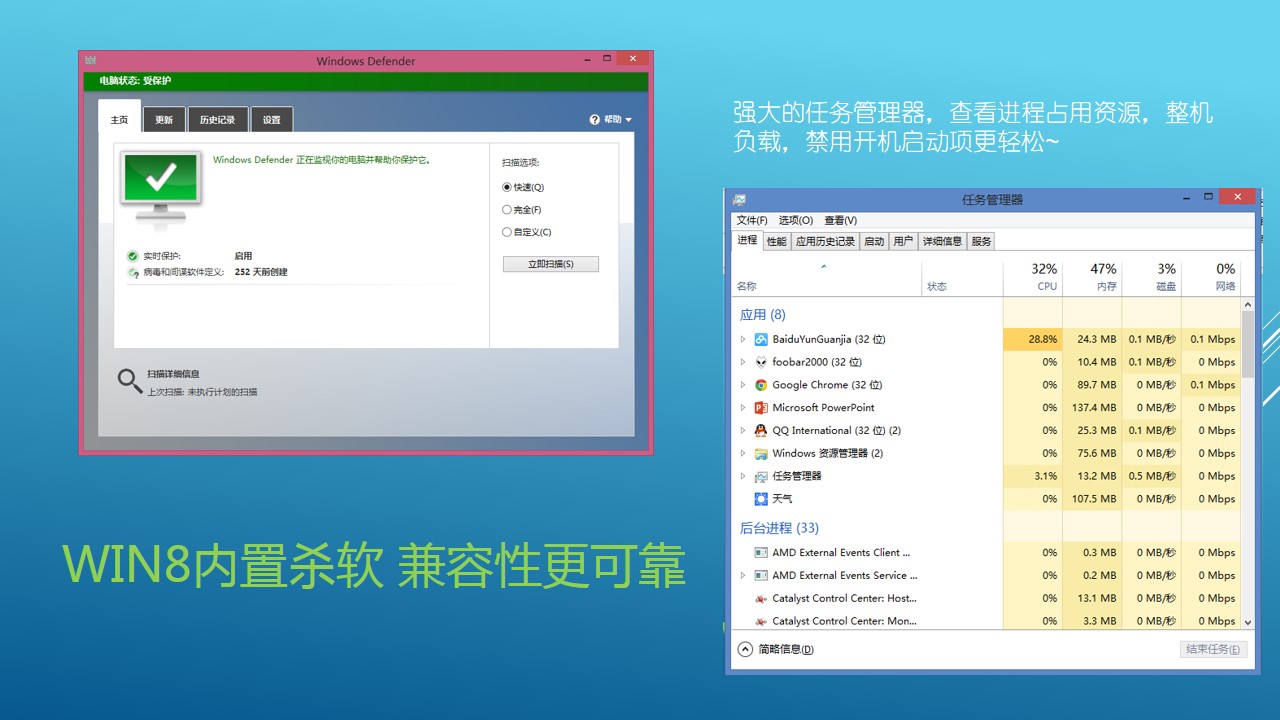 Windows Defender
电脑状态: 受保护
主页 更新 历史记录 设置 帮助
Windows Defender 正在监视你的电脑并帮助你保护它。
扫描选项:
快速(Q)
完全(F)
自定义(C)
立即扫描(S)
实时保护: 启用
病毒和间谍软件定义: 252 天前创建
扫描详细信息
上次扫描: 未执行计划的扫描
WIN8内置杀软 兼容性更可靠
强大的任务管理器，查看进程占用资源，整机
负载，禁用开机启动项更轻松~
任务管理器
文件(F) 选项(O) 查看(V)
进程 性能 应用历史记录 启动 用户 详细信息 服务
32% 47% 3% 0%
名称 状态 CPU 内存 磁盘 网络
应用 (8)
BaiduYunGuanjia (32 位) 28.8% 24.3 MB 0.1 MB/秒 0.1 Mbps
foobar2000 (32 位) 0% 10.4 MB 0.1 MB/秒 0 Mbps
Google Chrome (32 位) 0% 89.7 MB 0 MB/秒 0.1 Mbps
Microsoft PowerPoint 0% 137.4 MB 0 MB/秒 0 Mbps
QQ International (32 位) (2) 0% 25.3 MB 0.1 MB/秒 0 Mbps
Windows 资源管理器 (2) 0% 75.6 MB 0 MB/秒 0 Mbps
任务管理器 3.1% 13.2 MB 0.5 MB/秒 0 Mbps
天气 0% 107.5 MB 0 MB/秒 0 Mbps
后台进程 (33)
AMD External Events Client ... 0% 0.3 MB 0 MB/秒 0 Mbps
AMD External Events Service ... 0% 0.2 MB 0 MB/秒 0 Mbps
Catalyst Control Center: Host... 0% 13.1 MB 0 MB/秒 0 Mbps
Catalyst Control Center: Mon... 0% 3.3 MB 0 MB/秒 0 Mbps
简略信息(D) 结束任务(E)